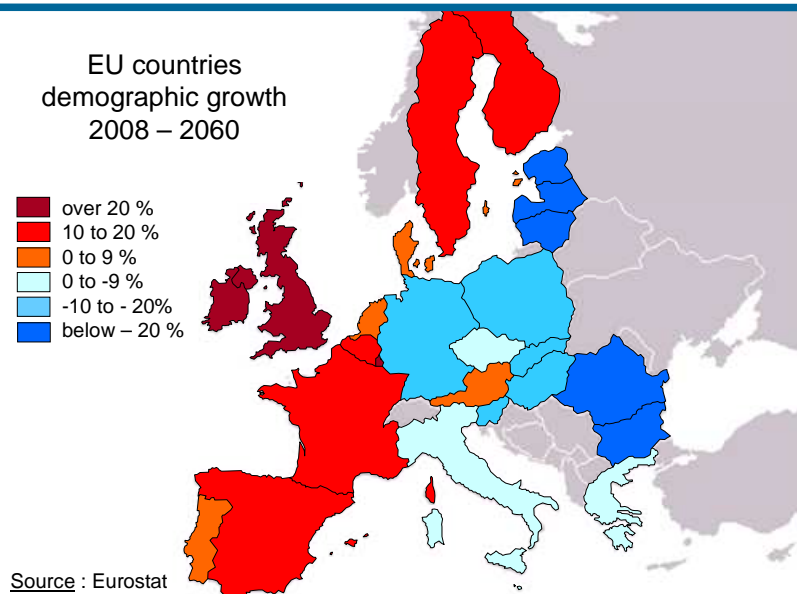 EU countries
demographic growth
2008 – 2060
over 20 %
10 to 20 %
0 to 9 %
0 to -9 %
-10 to - 20%
below – 20 %
Source : Eurostat